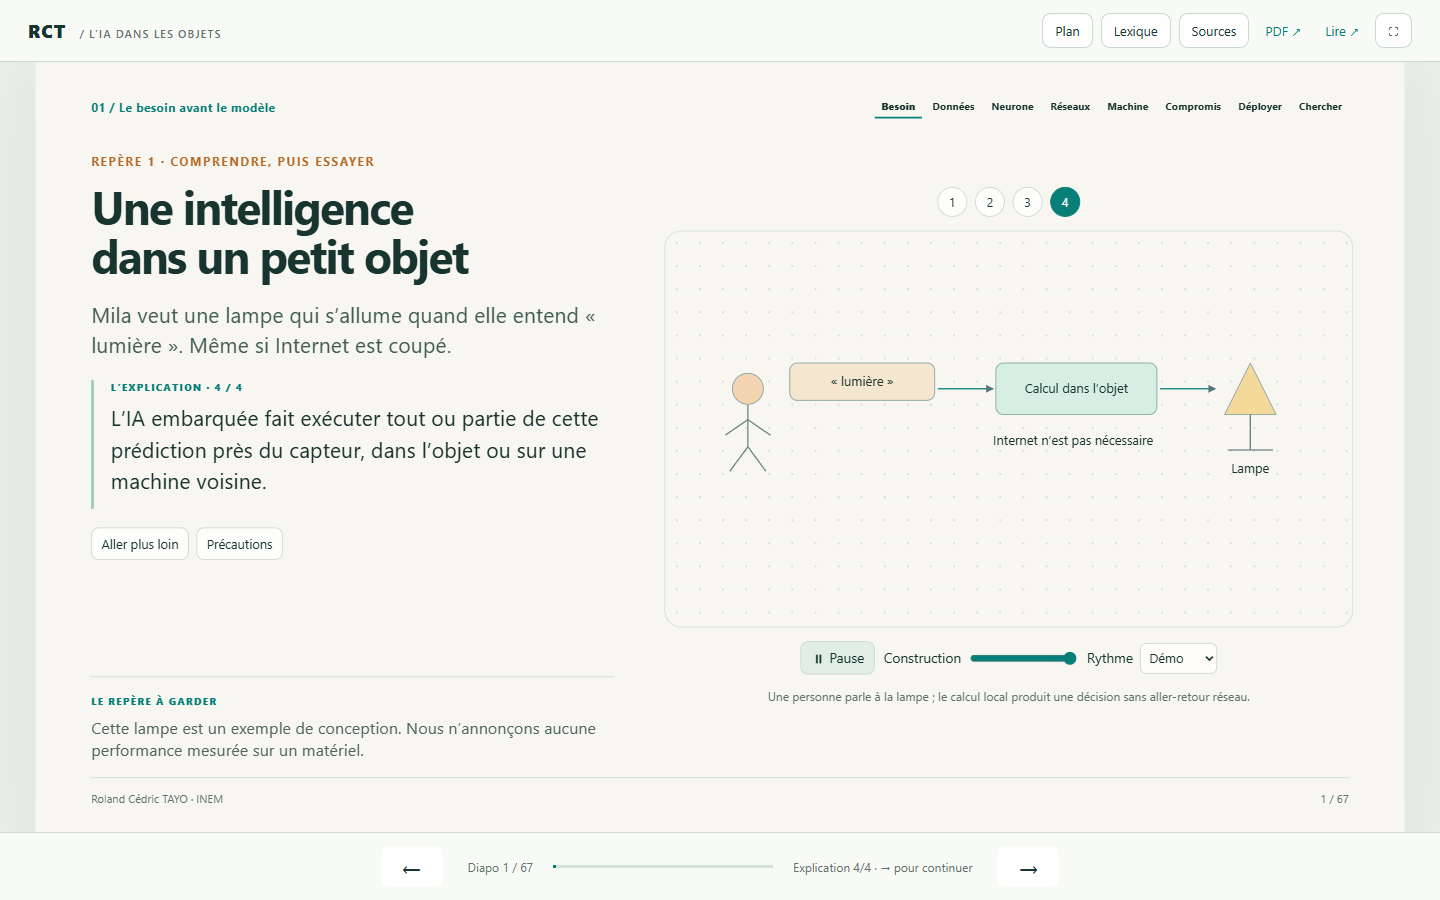 RCT / L'IA DANS LES OBJETS
Plan
Lexique
Sources
PDF ↗
Lire ↗
01 / Le besoin avant le modèle
Besoin
Données
Neurone
Réseaux
Machine
Compromis
Déployer
Chercher
REPÈRE 1 · COMPRENDRE, PUIS ESSAYER
Une intelligence
dans un petit objet
Mila veut une lampe qui s’allume quand elle entend «
lumière ». Même si Internet est coupé.
L’EXPLICATION · 4 / 4
L’IA embarquée fait exécuter tout ou partie de cette
prédiction près du capteur, dans l’objet ou sur une
machine voisine.
Aller plus loin
Précautions
LE REPÈRE À GARDER
Cette lampe est un exemple de conception. Nous n’annonçons aucune
performance mesurée sur un matériel.
1
2
3
4
« lumière »
Calcul dans l’objet
Internet n’est pas nécessaire
Lampe
Pause
Construction
Rythme
Démo
Une personne parle à la lampe ; le calcul local produit une décision sans aller-retour réseau.
Roland Cédric TAYO · INEM
1 / 67
←
Diapo 1 / 67
Explication 4/4 · → pour continuer
→